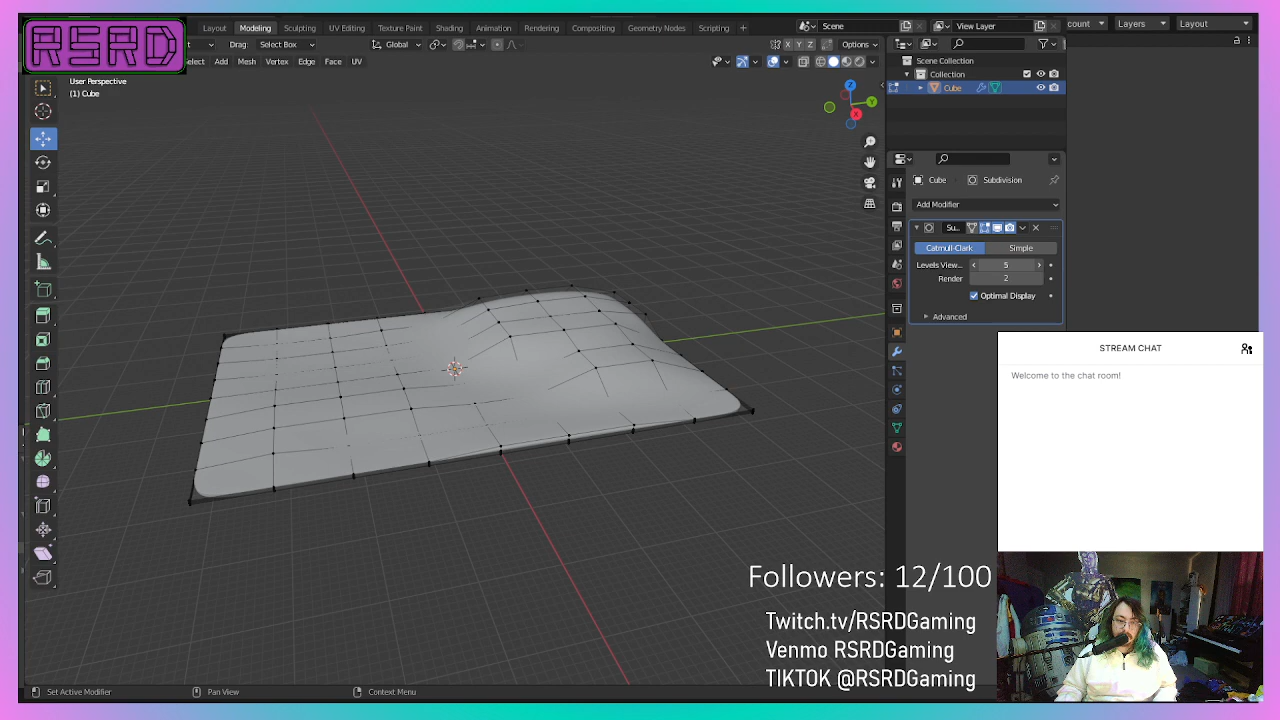 RSRD
Layout Modeling Sculpting UV Editing Texture Paint Shading Animation Rendering Compositing Geometry Nodes Scripting +
Scene
View Layer
count
Layers
Layout
Drag:
Select Box
Global
X Y Z
Options
elect Add Mesh Vertex Edge Face UV
User Perspective
(1) Cube
Z
Y
X
Scene Collection
Collection
Cube
Cube
Subdivision
Add Modifier
Su...
Catmull-Clark
Simple
Levels View...
5
Render
2
Optimal Display
Advanced
STREAM CHAT
Welcome to the chat room!
Followers: 12/100
Twitch.tv/RSRDGaming
Venmo RSRDGaming
TIKTOK @RSRDGaming
Set Active Modifier
Pan View
Context Menu